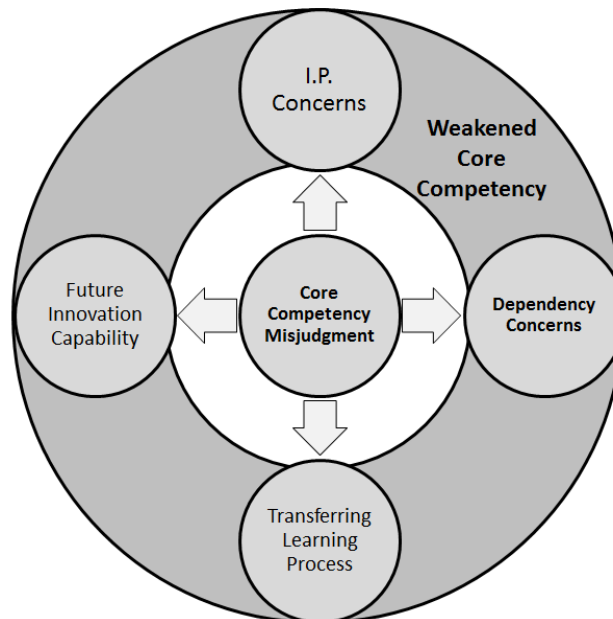 I.P.
Concerns
Weakened
Core
Competency
Future
Innovation
Capability
Core
Competency
Misjudgment
Dependency
Concerns
Transferring
Learning
Process